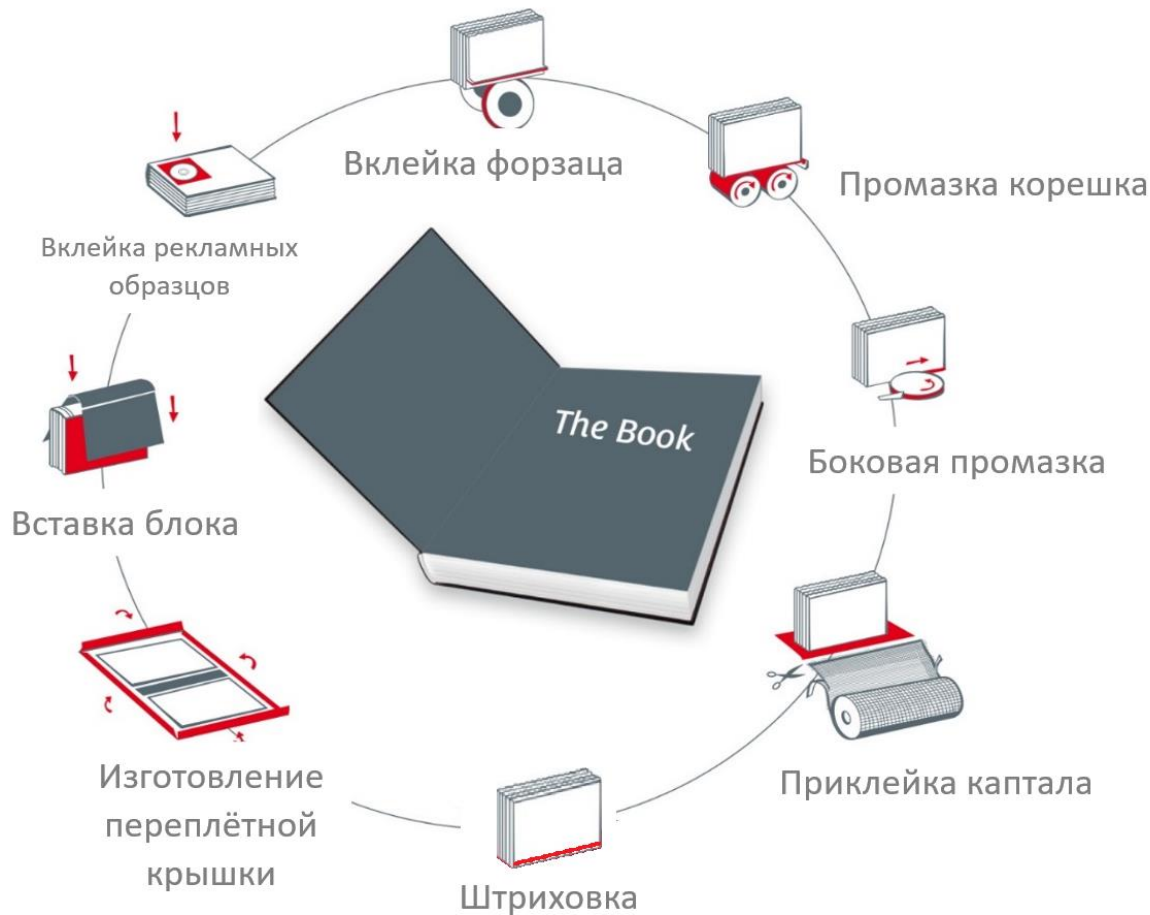 Вклейка форзаца
Промазка корешка
Вклейка рекламных
образцов
The Book
Боковая промазка
Вставка блока
Приклейка каптала
Изготовление
переплётной
крышки
Штриховка